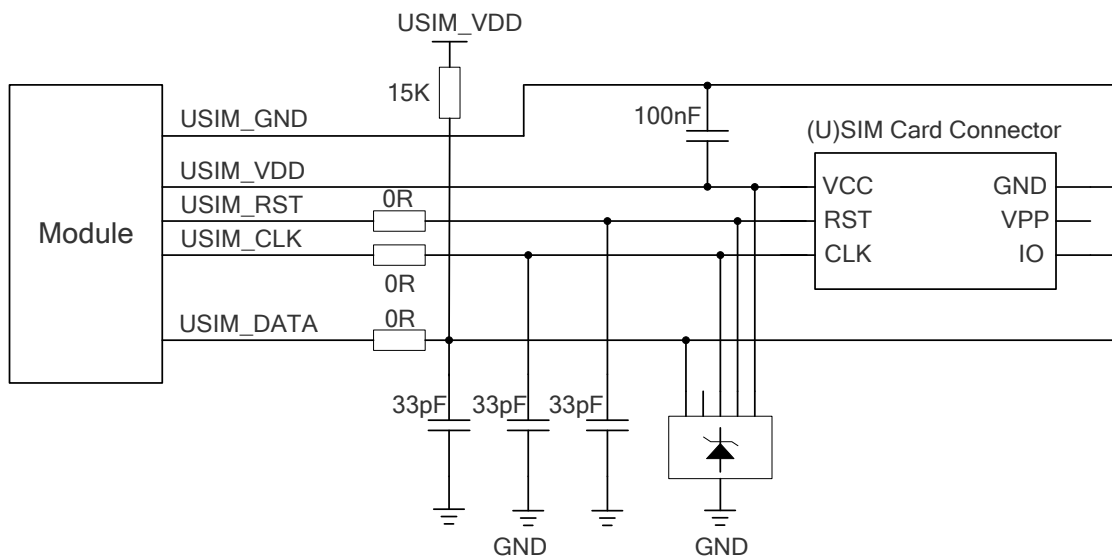 USIM_VDD
15K
100nF
(U)SIM Card Connector
Module
USIM_GND
USIM_VDD
USIM_RST
USIM_CLK
USIM_DATA
0R
0R
0R
VCC
RST
CLK
GND
VPP
IO
33pF
33pF
33pF
GND
GND